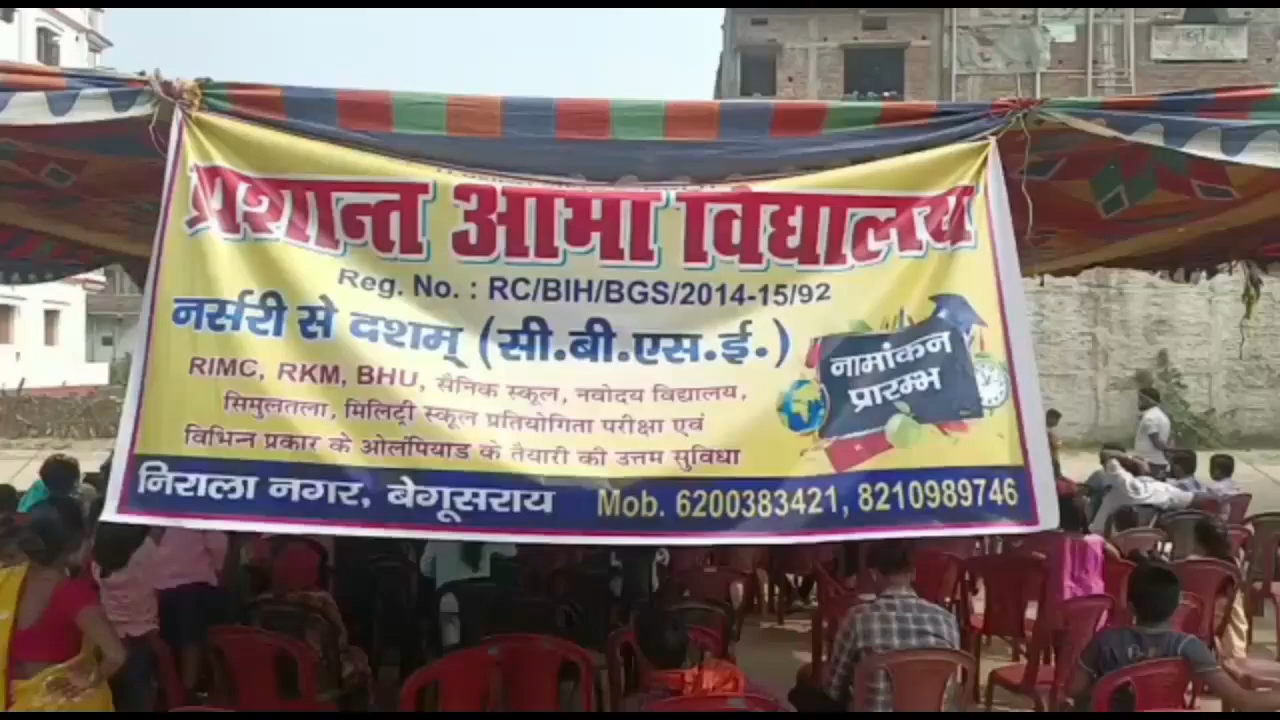 प्रशान्त आभा विद्यालय
Reg. No. : RC/BIH/BGS/2014-15/92
नर्सरी से दशम् (सी.बी.एस.ई.)
RIMC, RKM, BHU, सैनिक स्कूल, नवोदय विद्यालय,
सिमुलतला, मिलिट्री स्कूल प्रतियोगिता परीक्षा एवं
विभिन्न प्रकार के ओलंपियाड के तैयारी की उत्तम सुविधा
नामांकन
प्रारम्भ
निराला नगर, बेगूसराय Mob. 6200383421, 8210989746